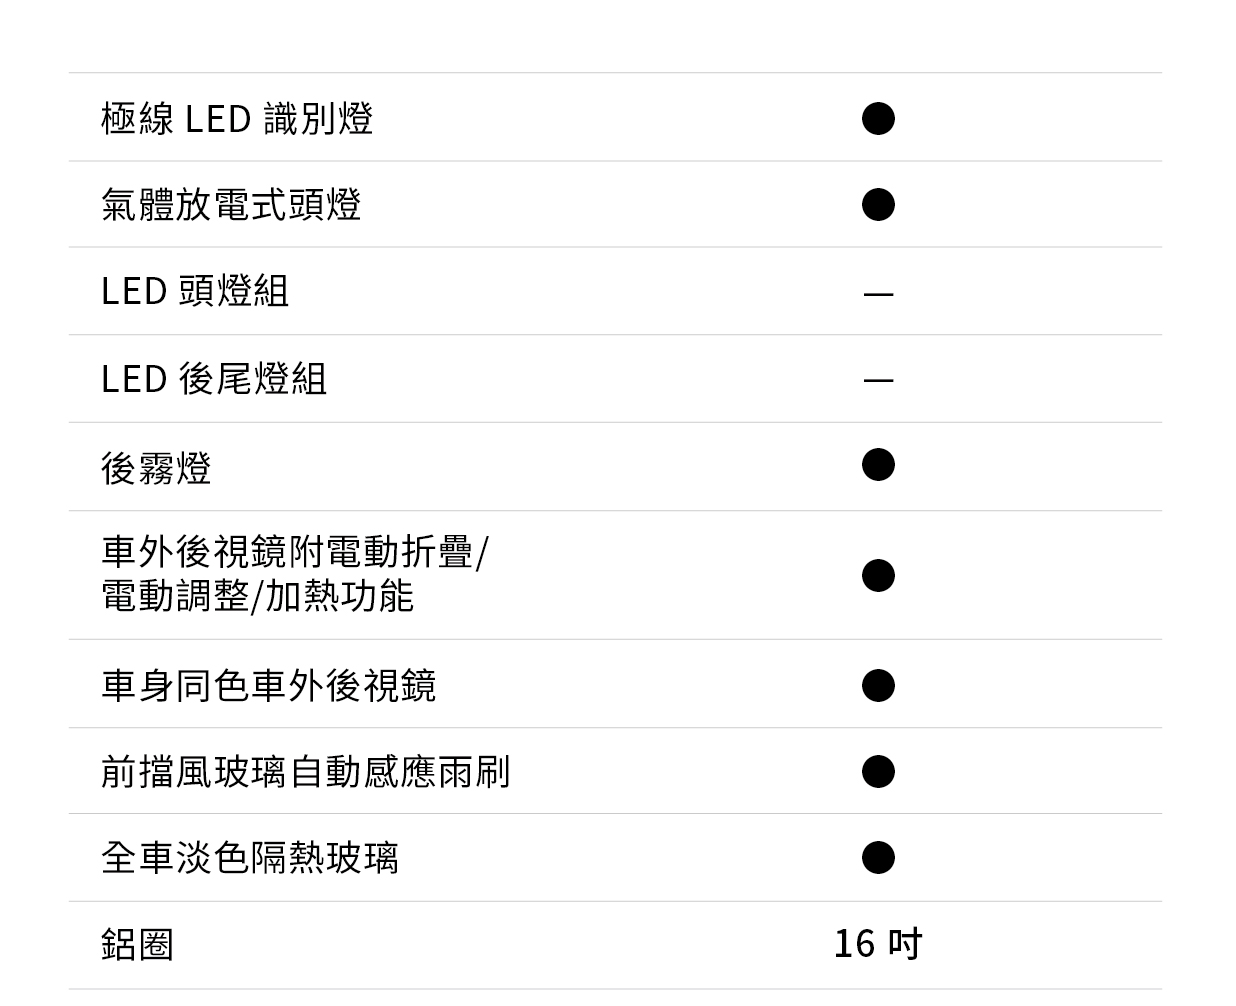 極線 LED 識別燈 ●
氣體放電式頭燈 ●
LED 頭燈組 —
LED 後尾燈組 —
後霧燈 ●
車外後視鏡附電動折疊/
電動調整/加熱功能 ●
車身同色車外後視鏡 ●
前擋風玻璃自動感應雨刷 ●
全車淡色隔熱玻璃 ●
鋁圈 16 吋